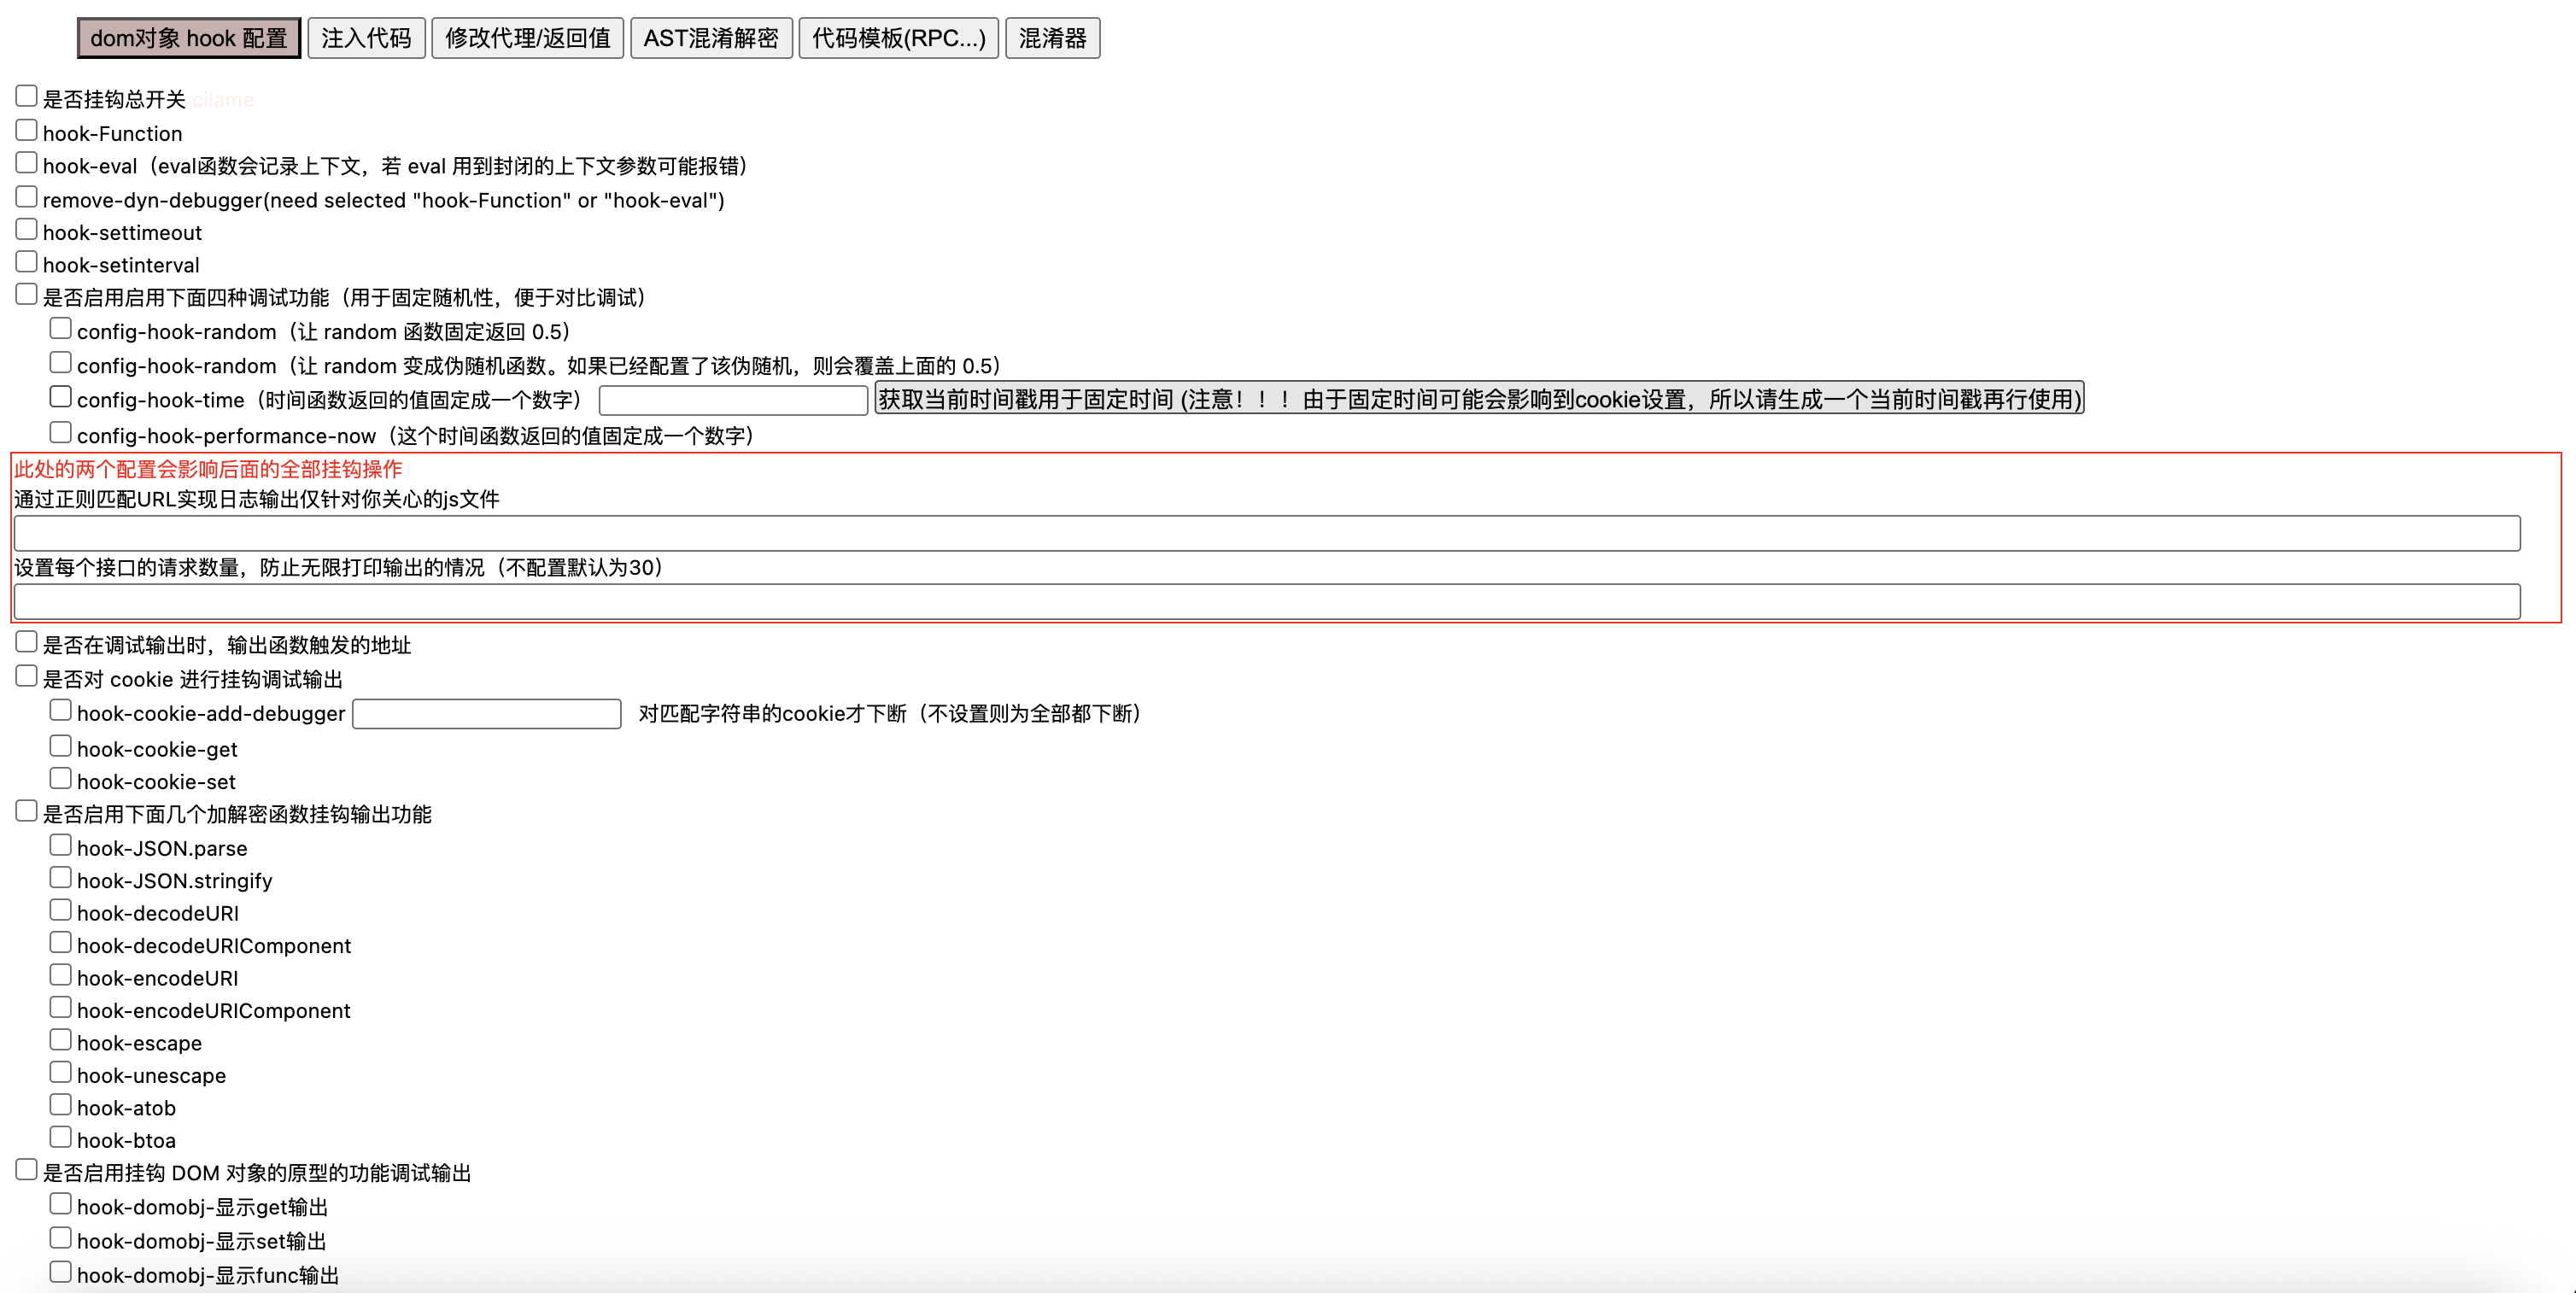 dom对象 hook 配置 注入代码 修改代理/返回值 AST混淆解密 代码模板(RPC...) 混淆器
是否挂钩总开关 cilame
hook-Function
hook-eval（eval函数会记录上下文，若 eval 用到封闭的上下文参数可能报错）
remove-dyn-debugger(need selected "hook-Function" or "hook-eval")
hook-settimeout
hook-setinterval
是否启用启用下面四种调试功能（用于固定随机性，便于对比调试）
config-hook-random（让 random 函数固定返回 0.5）
config-hook-random（让 random 变成伪随机函数。如果已经配置了该伪随机，则会覆盖上面的 0.5）
config-hook-time（时间函数返回的值固定成一个数字） 获取当前时间戳用于固定时间 (注意！！！由于固定时间可能会影响到cookie设置，所以请生成一个当前时间戳再行使用)
config-hook-performance-now（这个时间函数返回的值固定成一个数字）
此处的两个配置会影响后面的全部挂钩操作
通过正则匹配URL实现日志输出仅针对你关心的js文件
设置每个接口的请求数量，防止无限打印输出的情况（不配置默认为30）
是否在调试输出时，输出函数触发的地址
是否对 cookie 进行挂钩调试输出
hook-cookie-add-debugger 对匹配字符串的cookie才下断（不设置则为全部都下断）
hook-cookie-get
hook-cookie-set
是否启用下面几个加解密函数挂钩输出功能
hook-JSON.parse
hook-JSON.stringify
hook-decodeURI
hook-decodeURIComponent
hook-encodeURI
hook-encodeURIComponent
hook-escape
hook-unescape
hook-atob
hook-btoa
是否启用挂钩 DOM 对象的原型的功能调试输出
hook-domobj-显示get输出
hook-domobj-显示set输出
hook-domobj-显示func输出